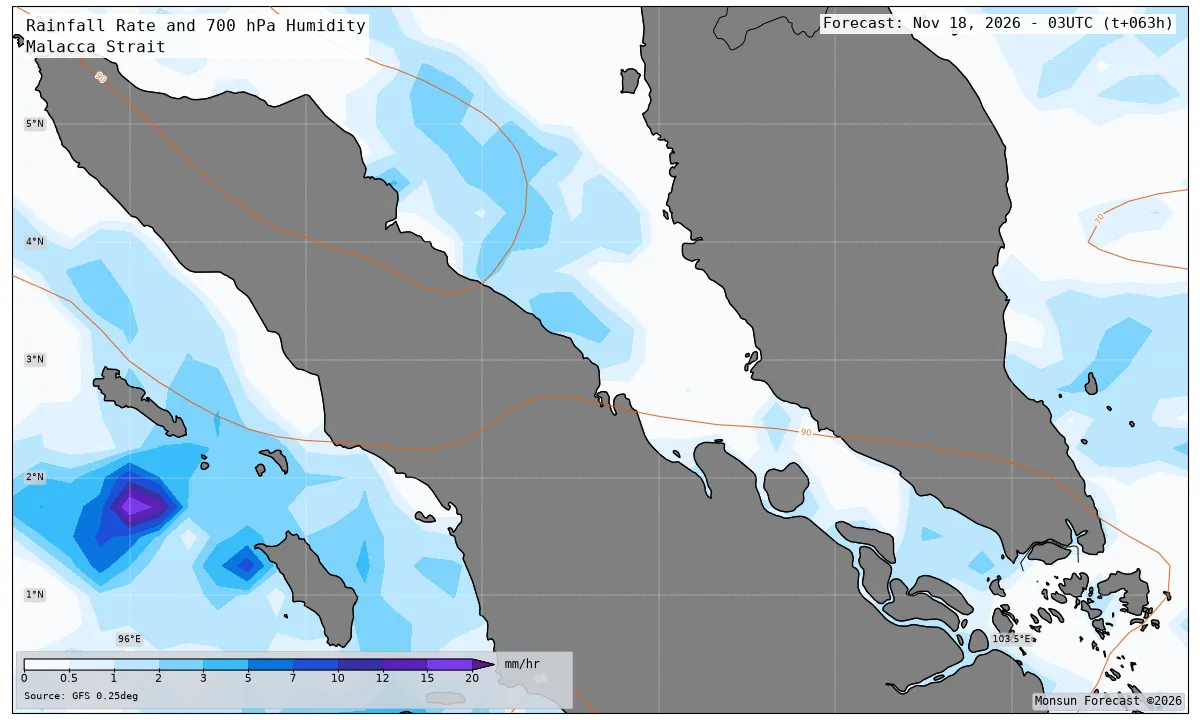 Rainfall Rate and 700 hPa Humidity
Malacca Strait
Forecast: Nov 18, 2026 - 03UTC (t+063h)
90
5°N
70
4°N
3°N
90
2°N
1°N
96°E
103.5°E
mm/hr
0 0.5 1 2 3 5 7 10 12 15 20
Source: GFS 0.25deg
Monsun Forecast ©2026